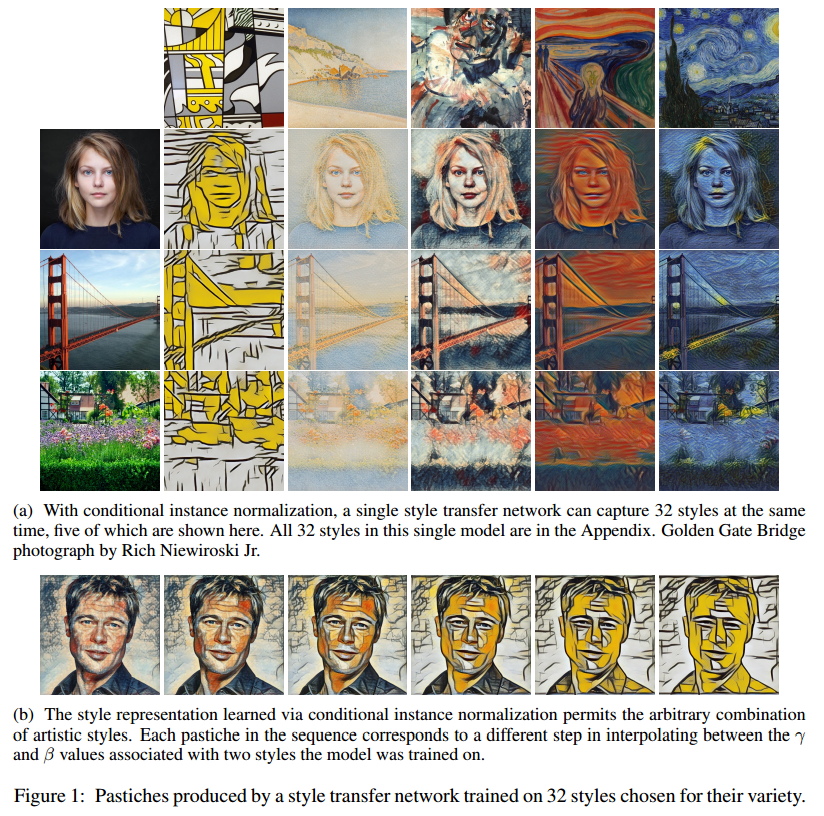 (a) With conditional instance normalization, a single style transfer network can capture 32 styles at the same
time, five of which are shown here. All 32 styles in this single model are in the Appendix. Golden Gate Bridge
photograph by Rich Niewiroski Jr.
(b) The style representation learned via conditional instance normalization permits the arbitrary combination
of artistic styles. Each pastiche in the sequence corresponds to a different step in interpolating between the γ
and β values associated with two styles the model was trained on.
Figure 1: Pastiches produced by a style transfer network trained on 32 styles chosen for their variety.